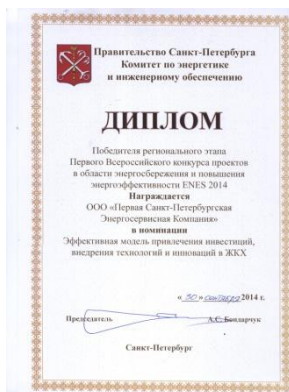 Правительство Санкт-Петербурга
Комитет по энергетике
и инженерному обеспечению
ДИПЛОМ
Победителя регионального этапа
Первого Всероссийского конкурса проектов
в области энергосбережения и повышения
энергоэффективности ENES 2014
Награждается
ООО «Первая Санкт-Петербургская
Энергосервисная Компания»
в номинации
Эффективная модель привлечения инвестиций,
внедрения технологий и инноваций в ЖКХ
« 30 » сентября 2014 г.
Председатель А.С. Бондарчук
Санкт-Петербург